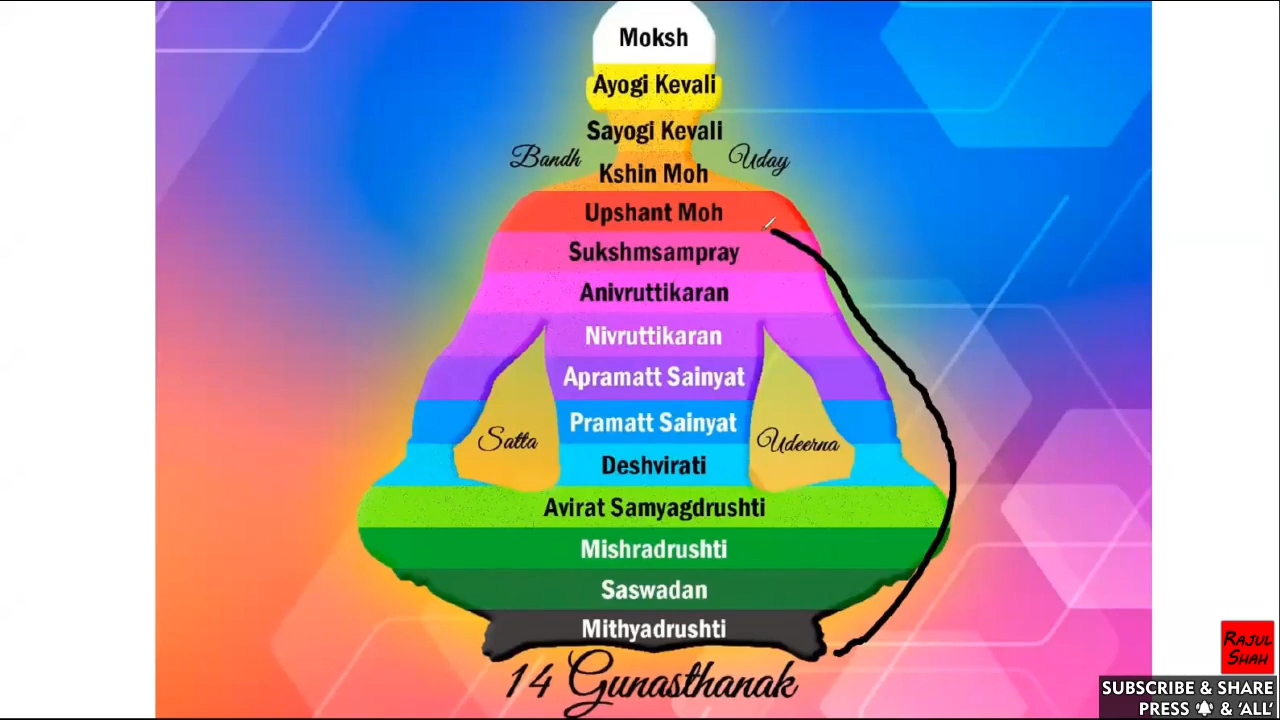 Moksh
Ayogi Kevali
Sayogi Kevali
Bandh
Uday
Kshin Moh
Upshant Moh
Sukshmsampray
Anivruttikaran
Nivruttikaran
Apramatt Sainyat
Pramatt Sainyat
Satta
Udeerna
Deshvirati
Avirat Samyagdrushti
Mishradrushti
Saswadan
Mithyadrushti
14 Gunasthanak
RAJUL
SHAH
SUBSCRIBE & SHARE
PRESS 🔔 & 'ALL'